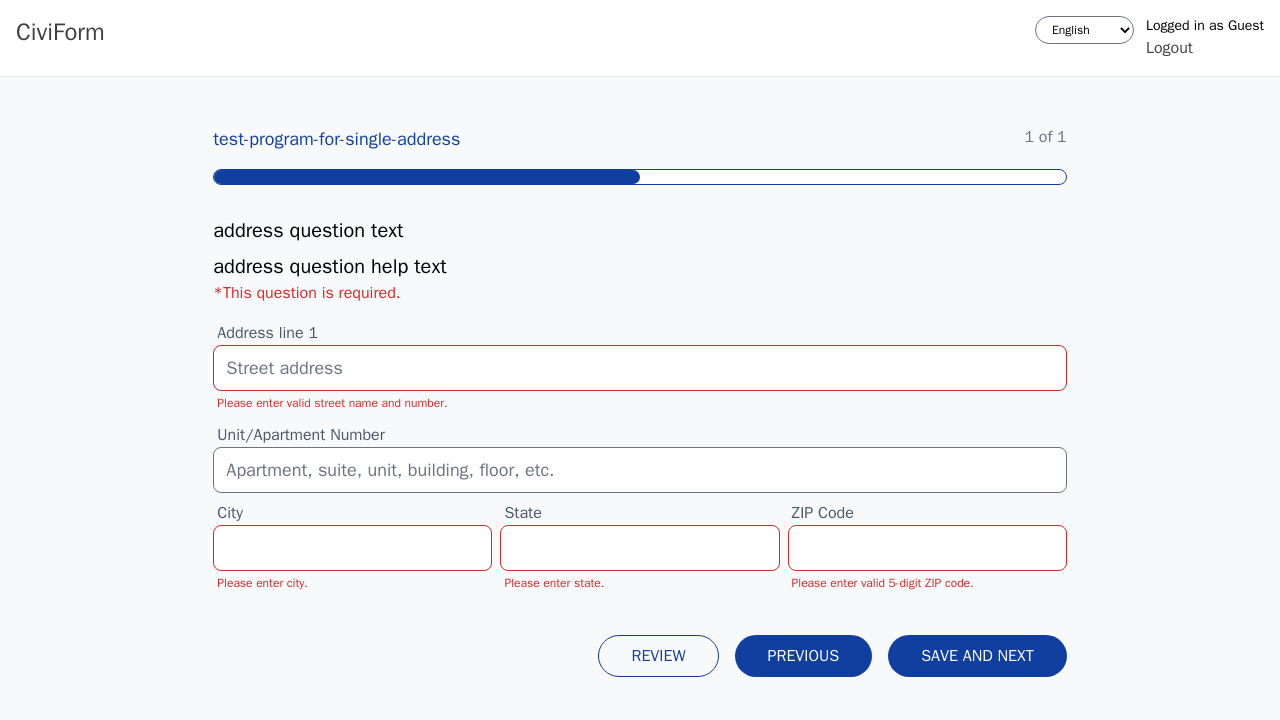 CiviForm
English
Logged in as Guest
Logout
test-program-for-single-address
1 of 1
address question text
address question help text
*This question is required.
Address line 1
Street address
Please enter valid street name and number.
Unit/Apartment Number
Apartment, suite, unit, building, floor, etc.
City State ZIP Code
Please enter city. Please enter state. Please enter valid 5-digit ZIP code.
REVIEW PREVIOUS SAVE AND NEXT